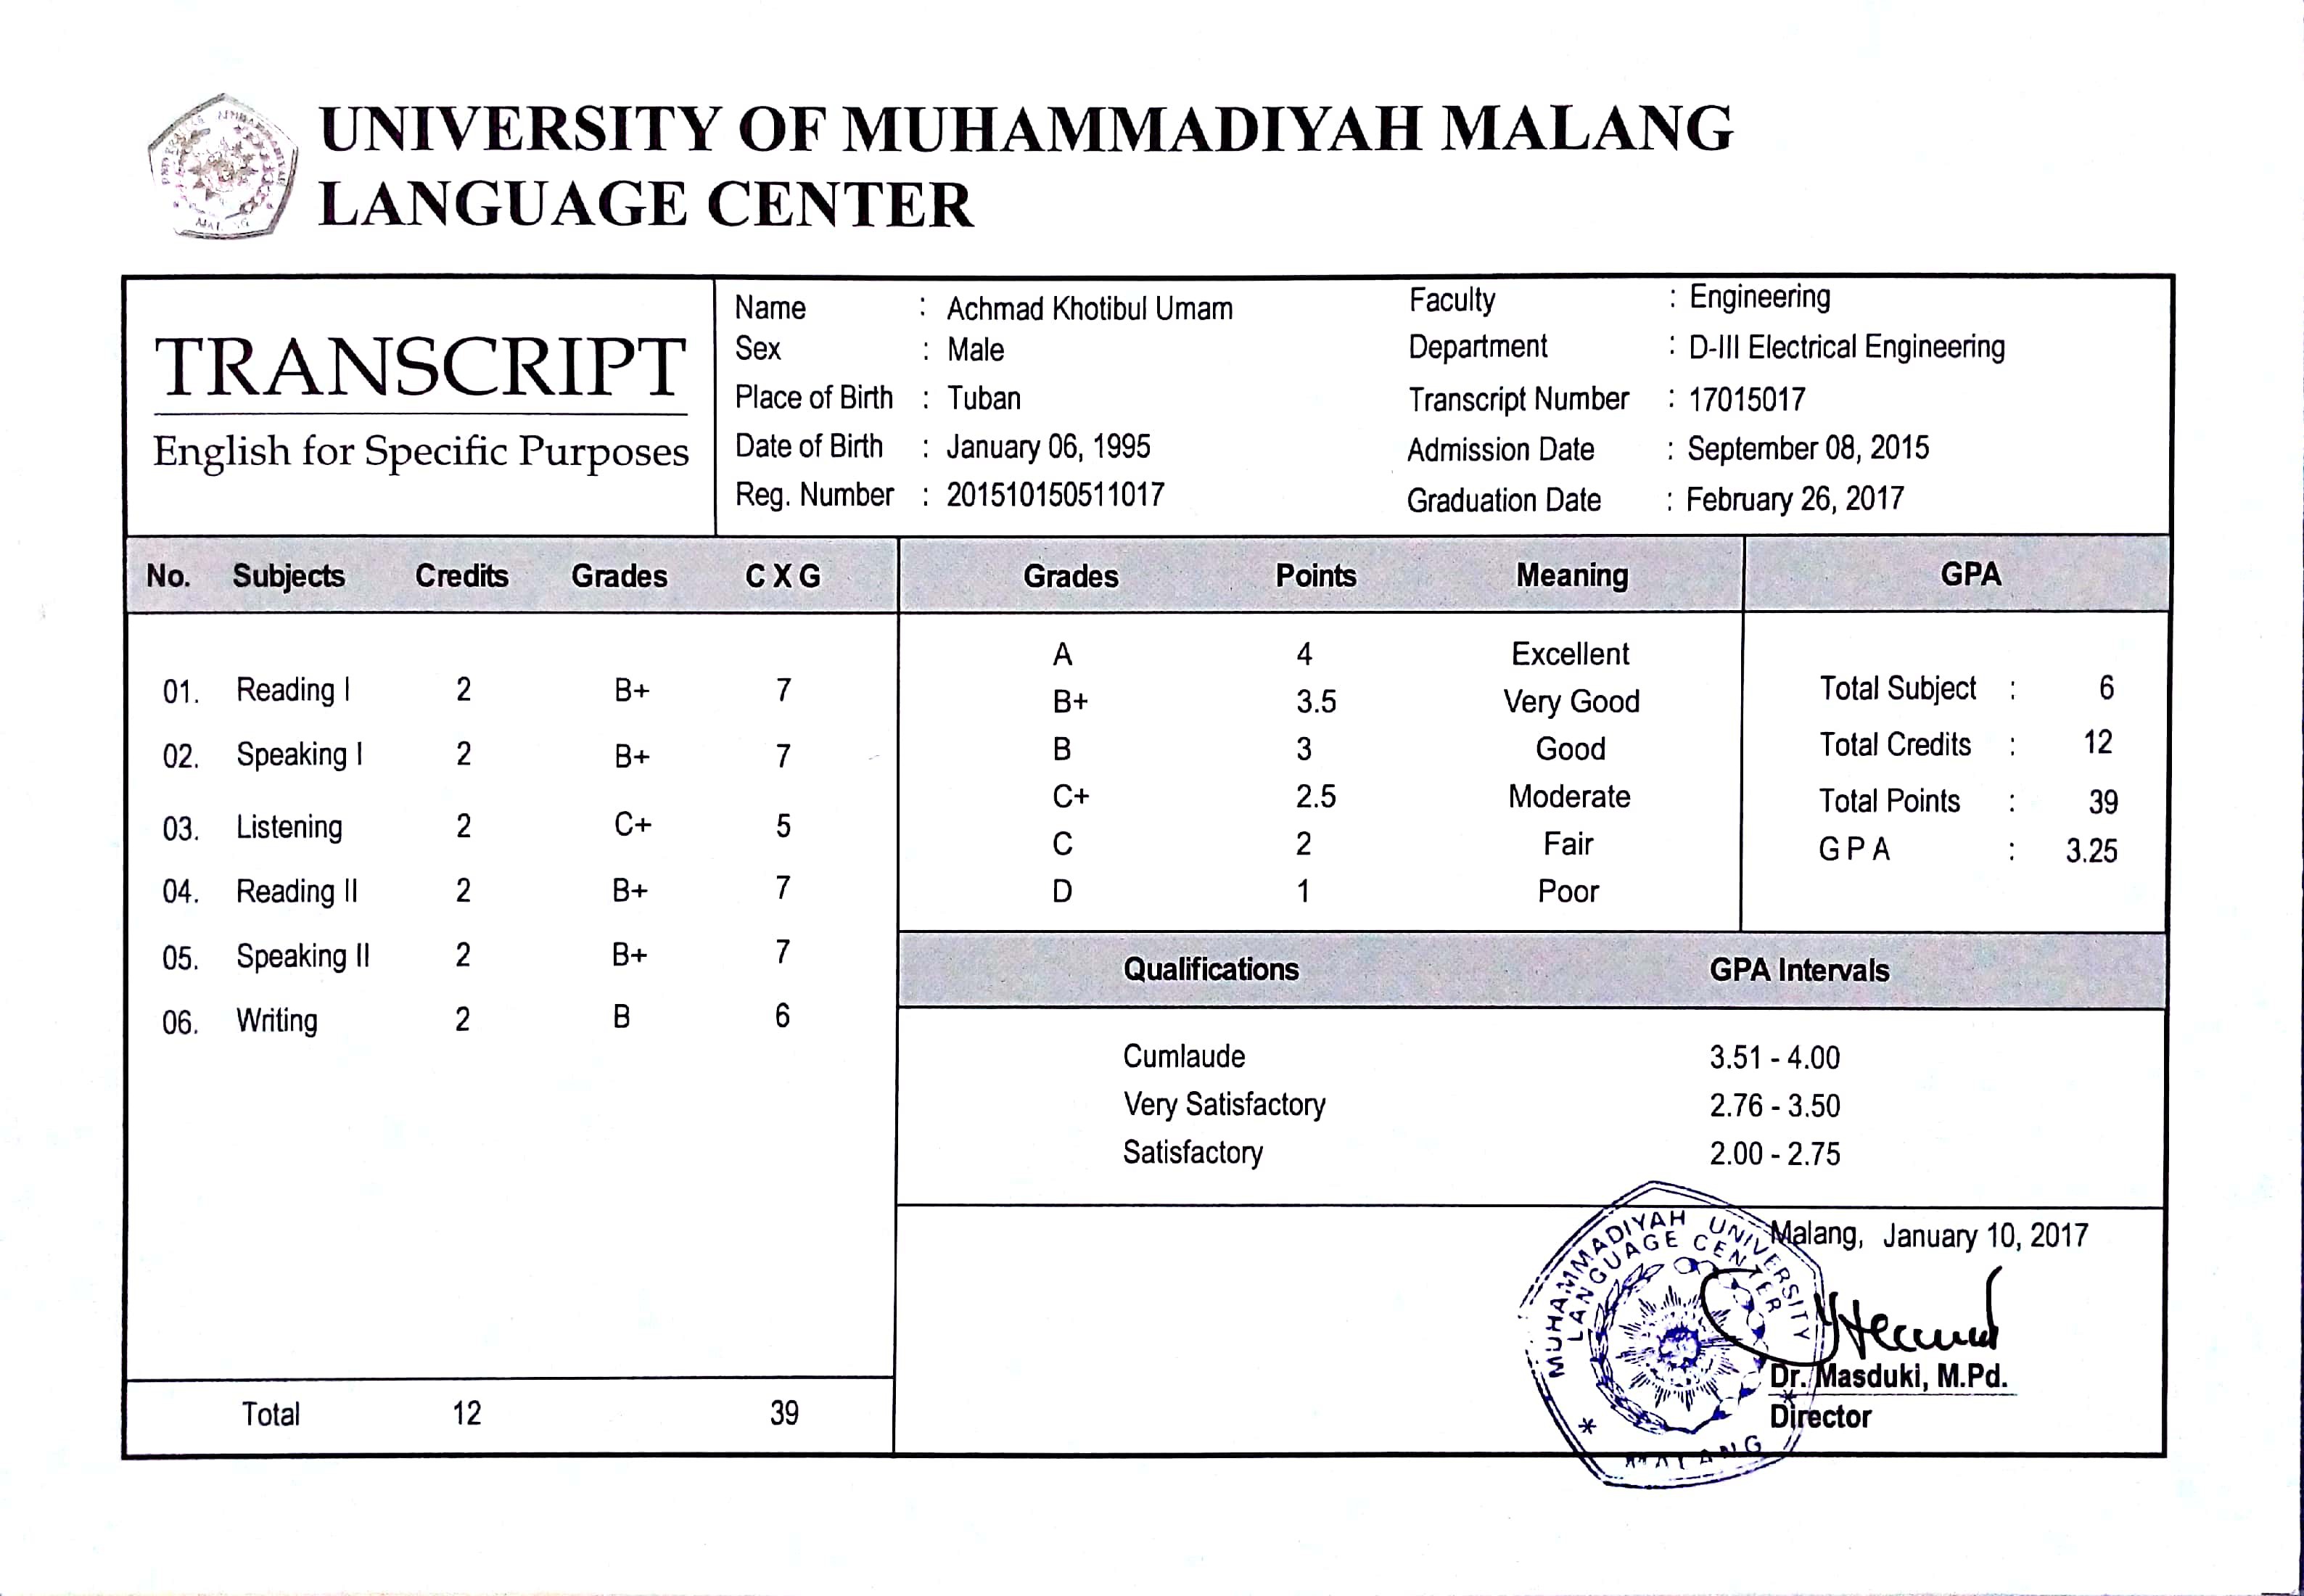 UNIVERSITY OF MUHAMMADIYAH MALANG
LANGUAGE CENTER
TRANSCRIPT
English for Specific Purposes
Name : Achmad Khotibul Umam
Sex : Male
Place of Birth : Tuban
Date of Birth : January 06, 1995
Reg. Number : 201510150511017
Faculty : Engineering
Department : D-III Electrical Engineering
Transcript Number : 17015017
Admission Date : September 08, 2015
Graduation Date : February 26, 2017
No. Subjects Credits Grades C X G
01. Reading I 2 B+ 7
02. Speaking I 2 B+ 7
03. Listening 2 C+ 5
04. Reading II 2 B+ 7
05. Speaking II 2 B+ 7
06. Writing 2 B 6
Total 12 39
Grades Points Meaning
A 4 Excellent
B+ 3.5 Very Good
B 3 Good
C+ 2.5 Moderate
C 2 Fair
D 1 Poor
GPA
Total Subject : 6
Total Credits : 12
Total Points : 39
G P A : 3.25
Qualifications GPA Intervals
Cumlaude 3.51 - 4.00
Very Satisfactory 2.76 - 3.50
Satisfactory 2.00 - 2.75
Malang, January 10, 2017
MUHAMMADIYAH UNIVERSITY
LANGUAGE CENTER
MALANG
Dr. Masduki, M.Pd.
Director